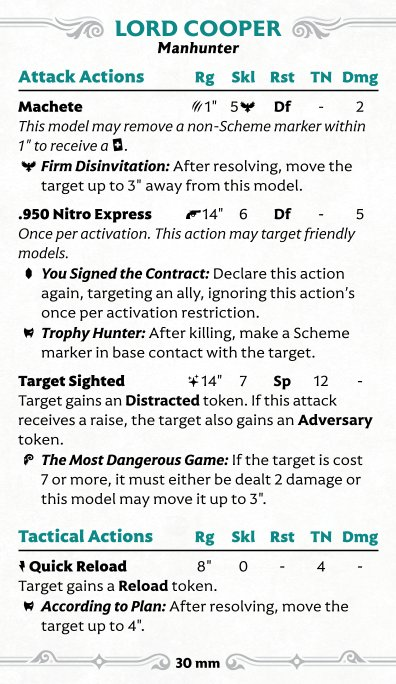 LORD COOPER
Manhunter
Attack Actions Rg Skl Rst TN Dmg
Machete 1" 5 Df - 2
This model may remove a non-Scheme marker within
1" to receive a .
Firm Disinvitation: After resolving, move the
target up to 3" away from this model.
.950 Nitro Express 14" 6 Df - 5
Once per activation. This action may target friendly
models.
You Signed the Contract: Declare this action
again, targeting an ally, ignoring this action's
once per activation restriction.
Trophy Hunter: After killing, make a Scheme
marker in base contact with the target.
Target Sighted 14" 7 Sp 12 -
Target gains an Distracted token. If this attack
receives a raise, the target also gains an Adversary
token.
The Most Dangerous Game: If the target is cost
7 or more, it must either be dealt 2 damage or
this model may move it up to 3".
Tactical Actions Rg Skl Rst TN Dmg
Quick Reload 8" 0 - 4 -
Target gains a Reload token.
According to Plan: After resolving, move the
target up to 4".
30 mm